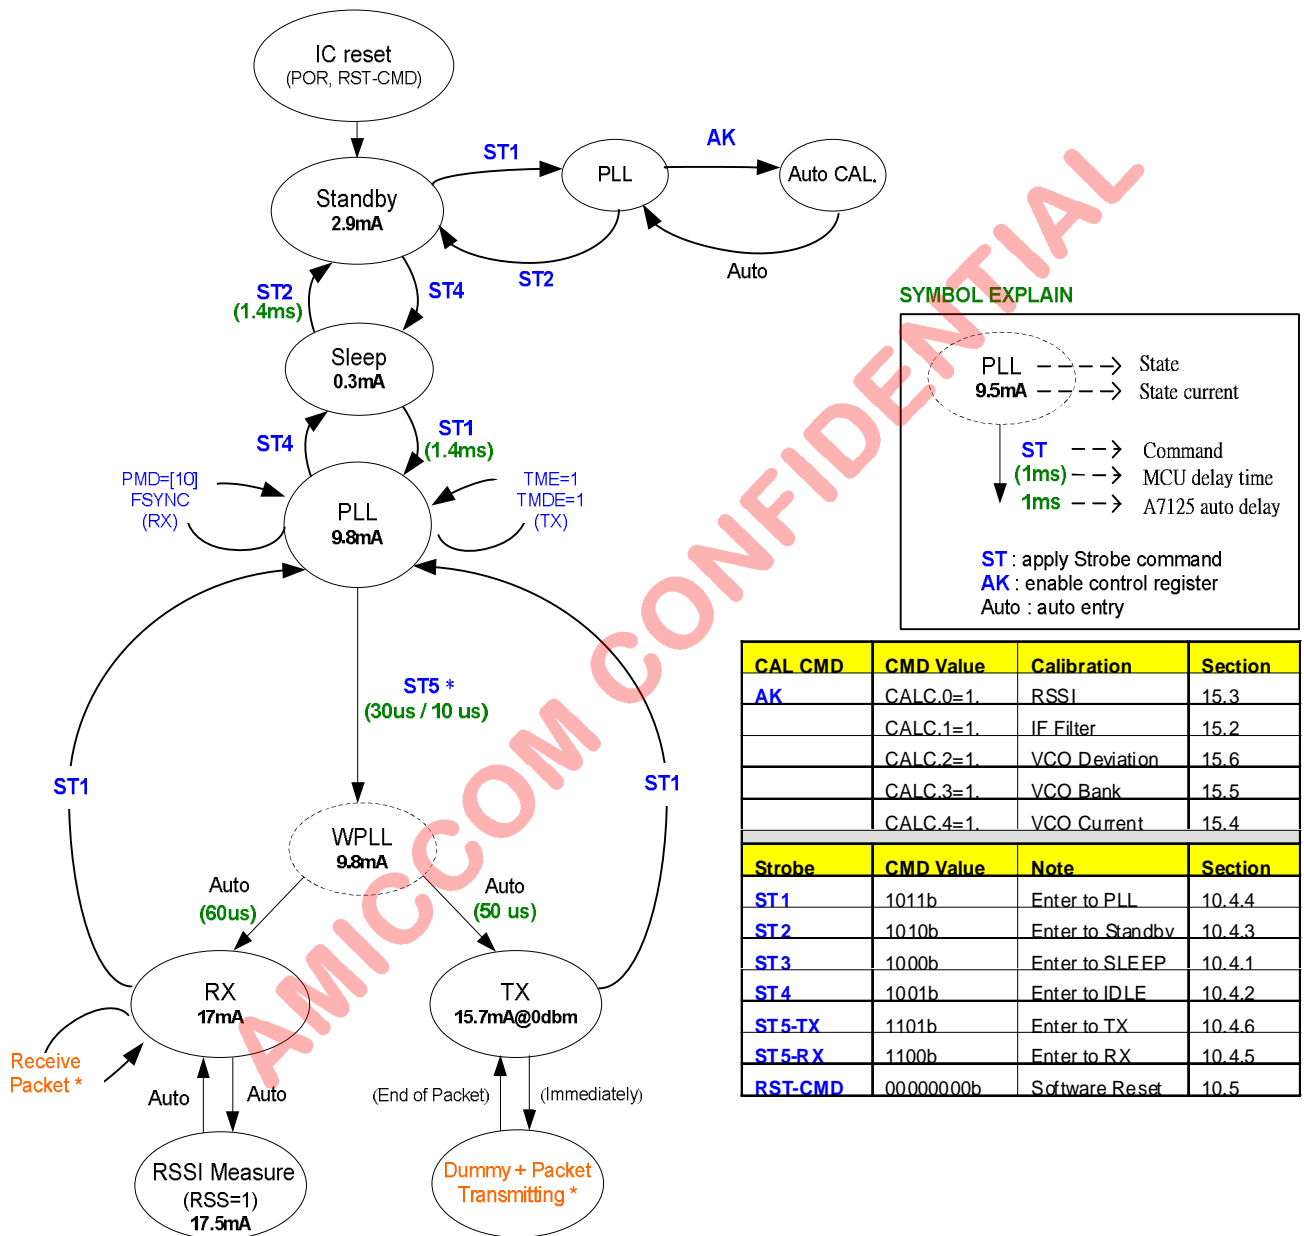 IC reset
(POR, RST-CMD)
ST1
AK
Standby
2.9mA
PLL
Auto CAL.
ST2
Auto
ST2
(1.4ms)
ST4
Sleep
0.3mA
ST4
ST1
(1.4ms)
PMD=[10]
FSYNC
(RX)
TME=1
TMDE=1
(TX)
PLL
9.8mA
ST5 *
(30us / 10 us)
ST1
ST1
WPLL
9.8mA
Auto
(60us)
Auto
(50 us)
RX
17mA
TX
15.7mA@0dbm
Receive
Packet *
Auto
Auto
(End of Packet)
(Immediately)
RSSI Measure
(RSS=1)
17.5mA
Dummy + Packet
Transmitting *
SYMBOL EXPLAIN
PLL
9.5mA
State
State current
ST
Command
(1ms)
MCU delay time
1ms
A7125 auto delay
ST : apply Strobe command
AK : enable control register
Auto : auto entry
CAL CMD CMD Value Calibration Section
AK CALC.0=1. RSSI 15.3
CALC.1=1. IF Filter 15.2
CALC.2=1. VCO Deviation 15.6
CALC.3=1. VCO Bank 15.5
CALC.4=1. VCO Current 15.4
Strobe CMD Value Note Section
ST1 1011b Enter to PLL 10.4.4
ST2 1010b Enter to Standby 10.4.3
ST3 1000b Enter to SLEEP 10.4.1
ST4 1001b Enter to IDLE 10.4.2
ST5-TX 1101b Enter to TX 10.4.6
ST5-RX 1100b Enter to RX 10.4.5
RST-CMD 00000000b Software Reset 10.5
AMICCOM CONFIDENTIAL